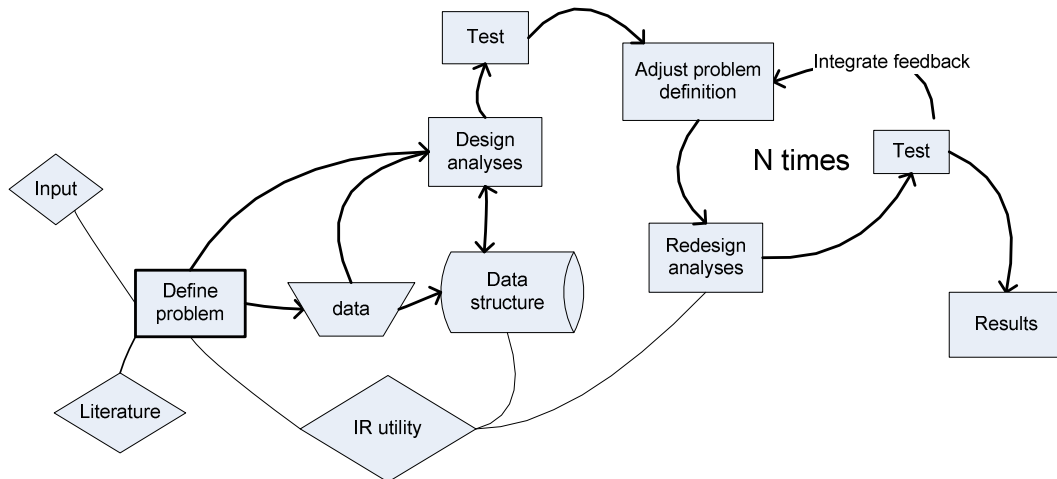 Test
Adjust problem
definition
Integrate feedback
Design
analyses
N times
Test
Input
Redesign
analyses
Define
problem
data
Data
structure
Results
Literature
IR utility